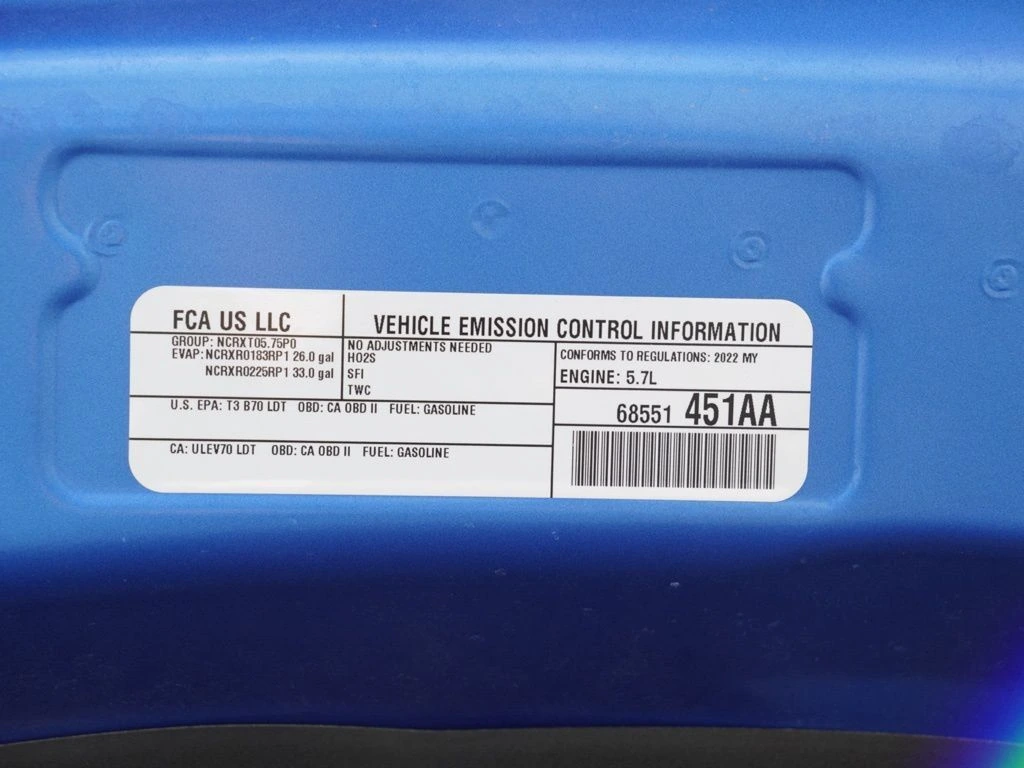 FCA US LLC
VEHICLE EMISSION CONTROL INFORMATION
GROUP: NCRXT05.75P0
EVAP: NCRXR0183RP1 26.0 gal
NCRXR0225RP1 33.0 gal
NO ADJUSTMENTS NEEDED
HO2S
SFI
TWC
CONFORMS TO REGULATIONS: 2022 MY
ENGINE: 5.7L
U.S. EPA: T3 B70 LDT OBD: CA OBD II FUEL: GASOLINE
68551 451AA
CA: ULEV70 LDT OBD: CA OBD II FUEL: GASOLINE